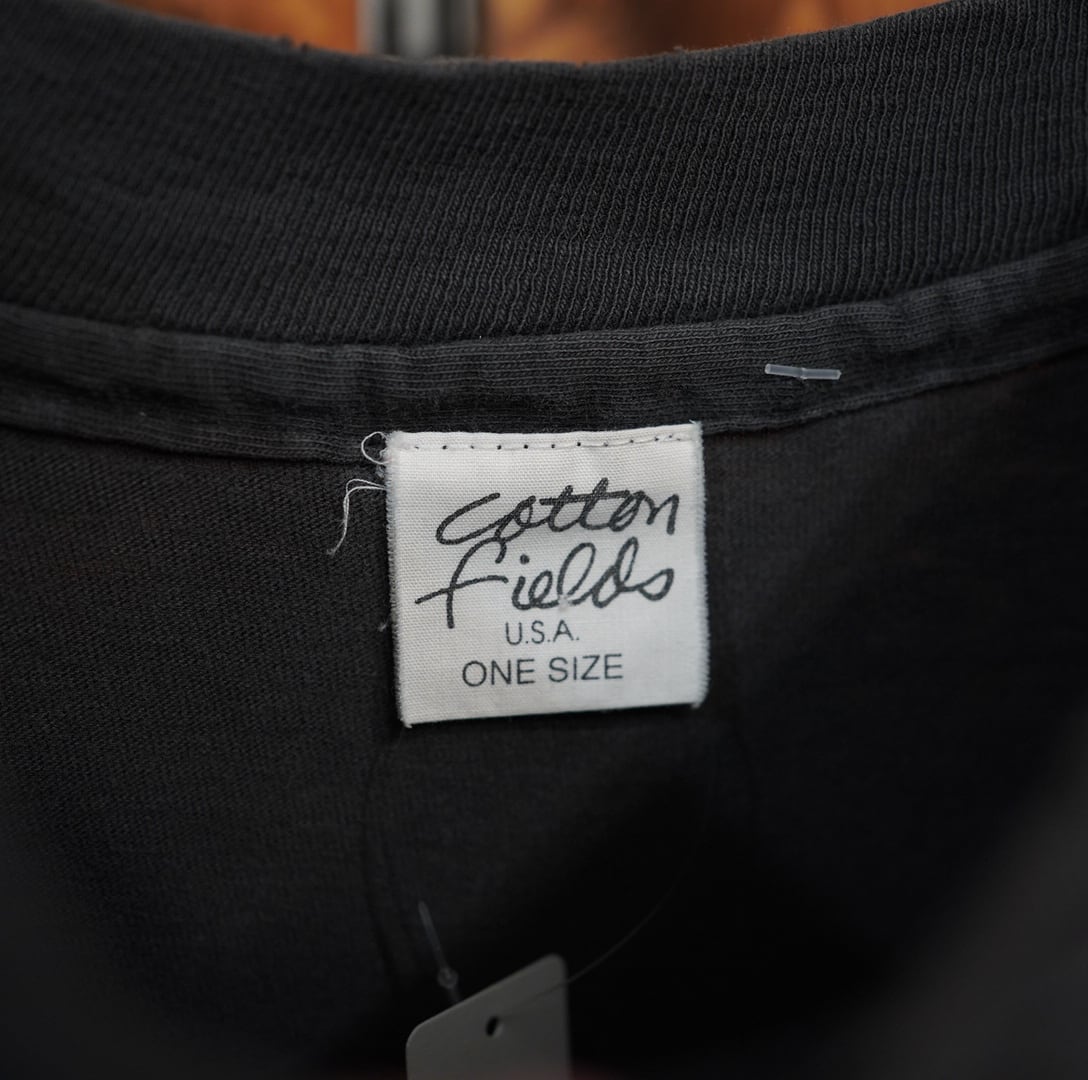 cotton
fields
U.S.A.
ONE SIZE